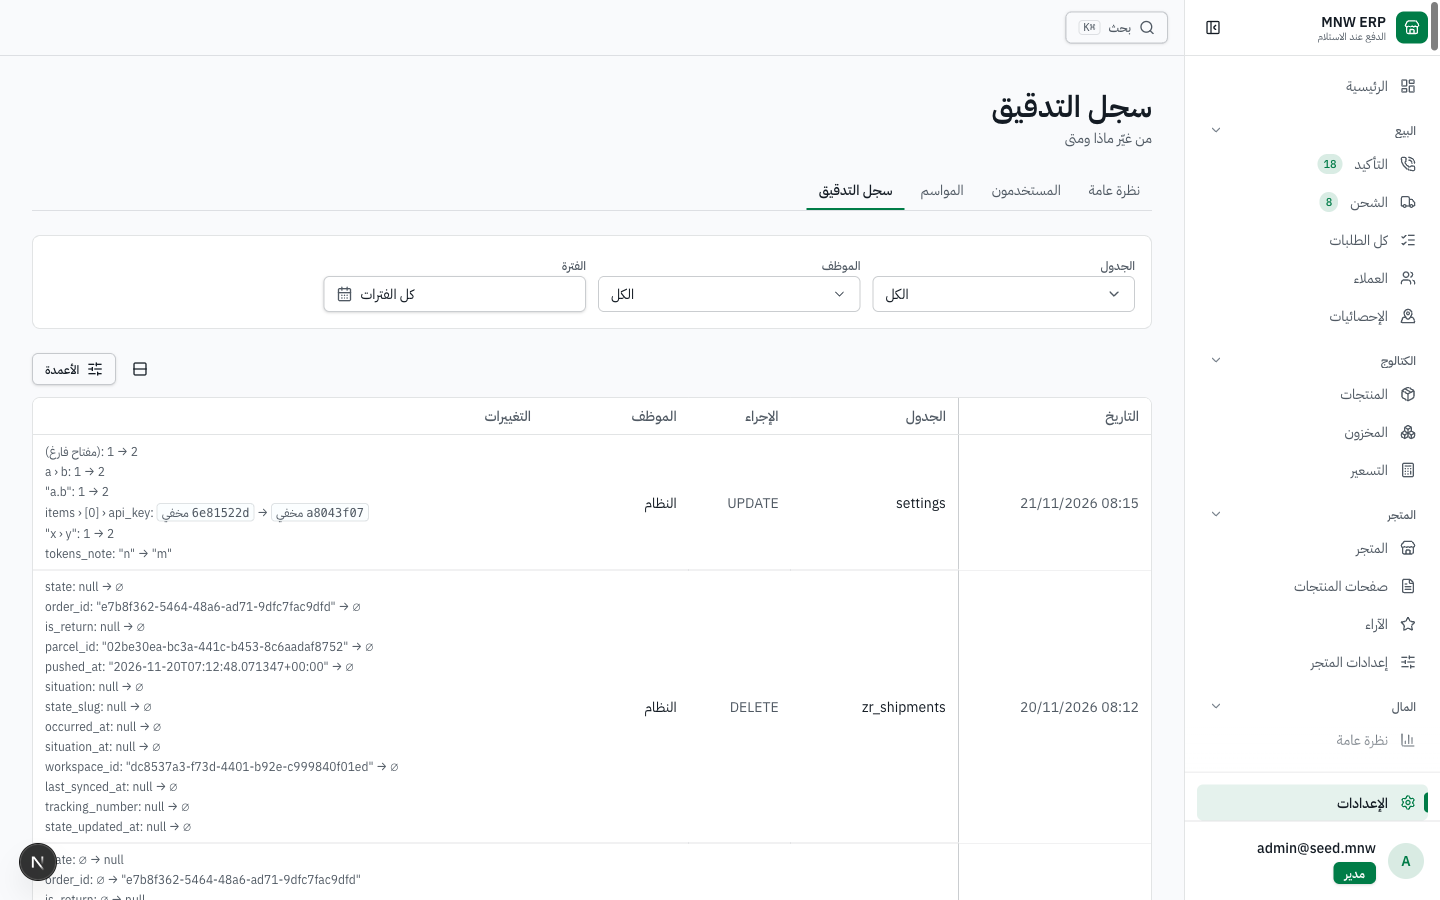 MNW ERP
الدفع عند الاستلام
الرئيسية
البيع
التأكيد 18
الشحن 8
كل الطلبات
العملاء
الإحصائيات
الكتالوج
المنتجات
المخزون
التسعير
المتجر
المتجر
صفحات المنتجات
الآراء
إعدادات المتجر
المال
نظرة عامة
الإعدادات
A admin@seed.mnw
مدير
بحث ⌘K
سجل التدقيق
من غيّر ماذا ومتى
نظرة عامة المستخدمون المواسم سجل التدقيق
الجدول الموظف الفترة
الكل الكل كل الفترات
الأعمدة
التاريخ الجدول الإجراء الموظف التغييرات
21/11/2026 08:15 settings UPDATE النظام
(مفتاح فارغ): 1 → 2
a › b: 1 → 2
"a.b": 1 → 2
items › [0] › api_key: مخفي 6e81522d → مخفي a8043f07
"x › y": 1 → 2
tokens_note: "n" → "m"
20/11/2026 08:12 zr_shipments DELETE النظام
state: null → ∅
order_id: "e7b8f362-5464-48a6-ad71-9dfc7fac9dfd" → ∅
is_return: null → ∅
parcel_id: "02be30ea-bc3a-441c-b453-8c6aadaf8752" → ∅
pushed_at: "2026-11-20T07:12:48.071347+00:00" → ∅
situation: null → ∅
state_slug: null → ∅
occurred_at: null → ∅
situation_at: null → ∅
workspace_id: "dc8537a3-f73d-4401-b92e-c999840f01ed" → ∅
last_synced_at: null → ∅
tracking_number: null → ∅
state_updated_at: null → ∅
ate: ∅ → null
order_id: ∅ → "e7b8f362-5464-48a6-ad71-9dfc7fac9dfd"
is_return: ∅ → null
N